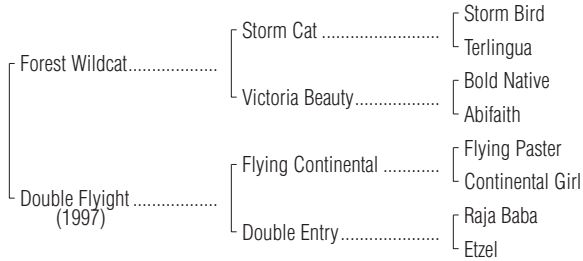 Storm Bird
Storm Cat ........................
Terlingua
Forest Wildcat..................
Bold Native
Victoria Beauty.................
Abifaith
Flying Paster
Flying Continental ............
Continental Girl
Double Flyight .................
(1997)
Raja Baba
Double Entry....................
Etzel